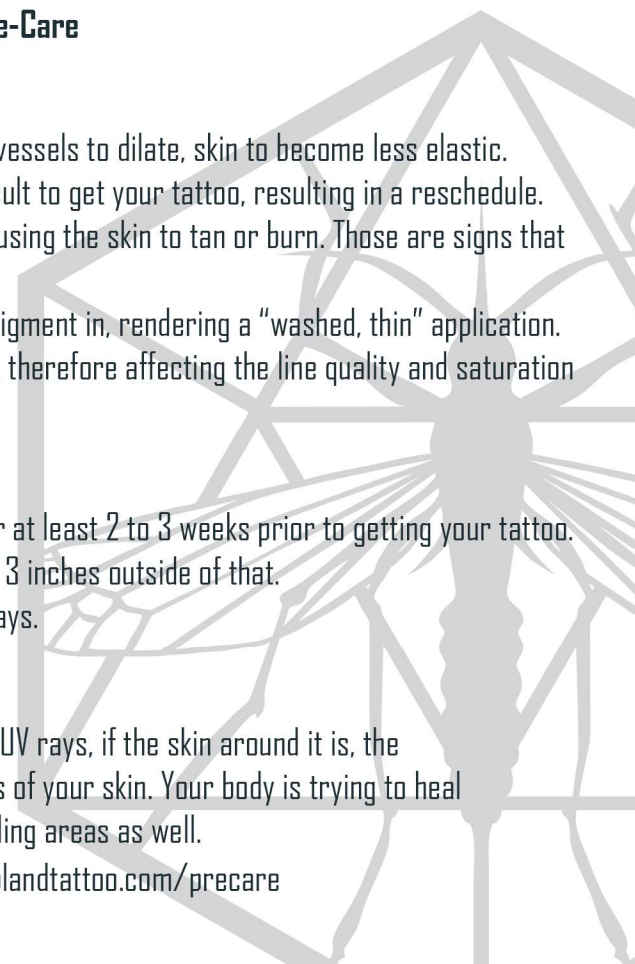 e-Care
vessels to dilate, skin to become less elastic.
ult to get your tattoo, resulting in a reschedule.
using the skin to tan or burn. Those are signs that
igment in, rendering a “washed, thin” application.
therefore affecting the line quality and saturation
r at least 2 to 3 weeks prior to getting your tattoo.
3 inches outside of that.
ays.
UV rays, if the skin around it is, the
s of your skin. Your body is trying to heal
ling areas as well.
landtattoo.com/precare